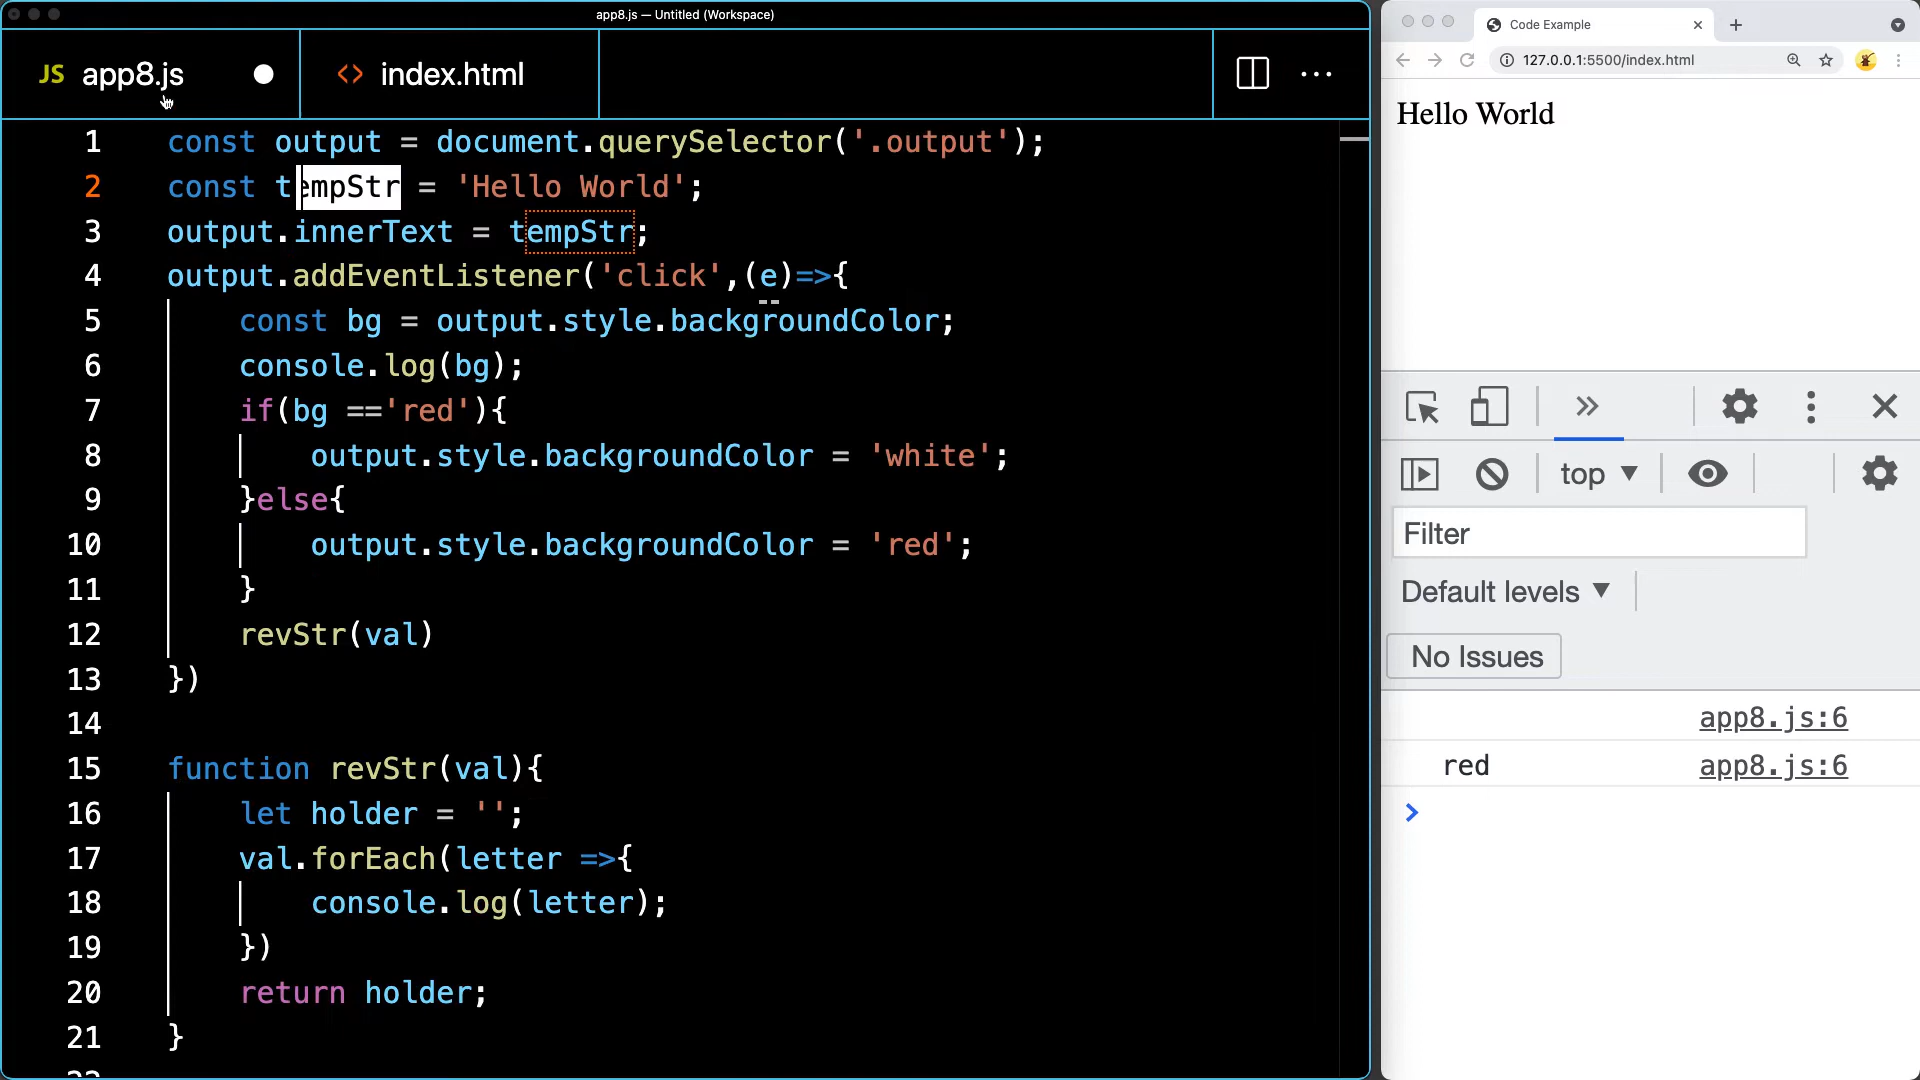 app8.js — Untitled (Workspace)
JS app8.js
<> index.html
1 const output = document.querySelector('.output');
2 const tempStr = 'Hello World';
3 output.innerText = tempStr;
4 output.addEventListener('click',(e)=>{
5 const bg = output.style.backgroundColor;
6 console.log(bg);
7 if(bg =='red'){
8 output.style.backgroundColor = 'white';
9 }else{
10 output.style.backgroundColor = 'red';
11 }
12 revStr(val)
13 })
14
15 function revStr(val){
16 let holder = '';
17 val.forEach(letter =>{
18 console.log(letter);
19 })
20 return holder;
21 }
Code Example
127.0.0.1:5500/index.html
Hello World
top
Filter
Default levels
No Issues
app8.js:6
red app8.js:6